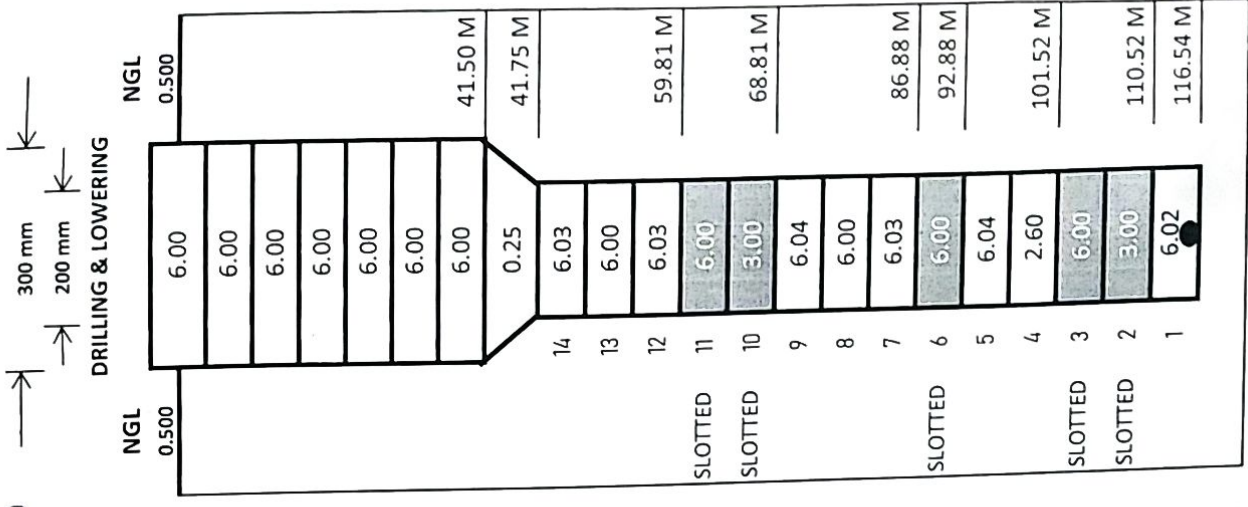 300 mm
200 mm
DRILLING & LOWERING
NGL NGL
0.500 0.500
6.00
6.00
6.00
6.00
6.00
6.00
6.00 41.50 M
0.25 41.75 M
14 6.03
13 6.00
12 6.03 59.81 M
SLOTTED 11 6.00
SLOTTED 10 3.00 68.81 M
9 6.04
8 6.00
7 6.03 86.88 M
SLOTTED 6 6.00 92.88 M
5 6.04
4 2.60 101.52 M
SLOTTED 3 6.00
SLOTTED 2 3.00 110.52 M
1 6.02 116.54 M